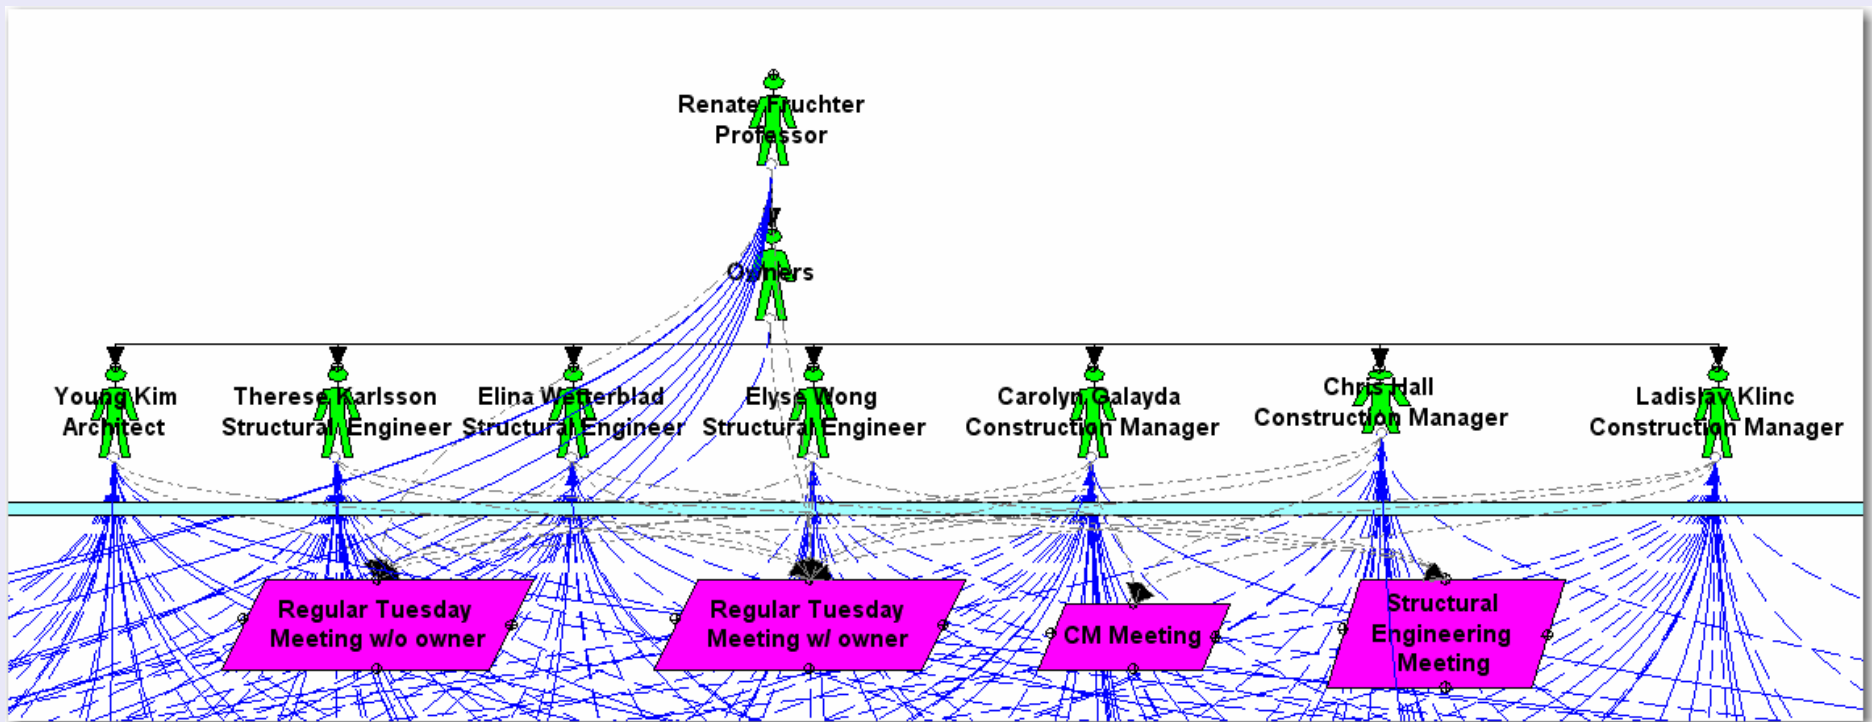 Renate Fruchter
Professor
Owners
Young Kim
Architect
Therese Karlsson
Structural Engineer
Elina Wetterblad
Structural Engineer
Elyse Wong
Structural Engineer
Carolyn Galayda
Construction Manager
Chris Hall
Construction Manager
Ladislav Klinc
Construction Manager
Regular Tuesday
Meeting w/o owner
Regular Tuesday
Meeting w/ owner
CM Meeting
Structural
Engineering
Meeting